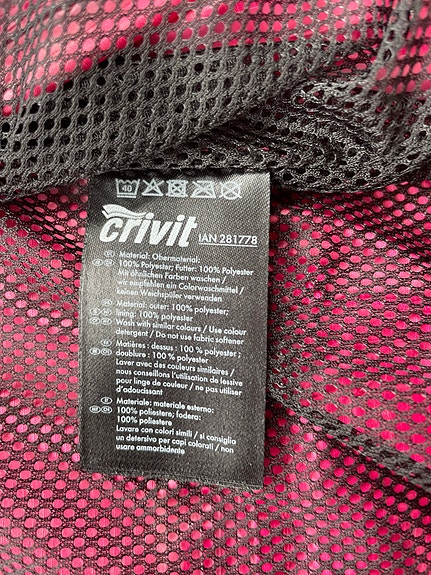 40
crivit IAN 281778
Material: Obermaterial:
100% Polyester; Futter: 100% Polyester
Mit ähnlichen Farben waschen /
wir empfehlen ein Colorwaschmittel /
keinen Weichspüler verwenden
Material: outer: 100% polyester;
lining: 100% polyester
Wash with similar colours / Use colour
detergent / Do not use fabric softener
Matières : dessus : 100 % polyester ;
doublure : 100 % polyester
Laver avec des couleurs similaires /
nous conseillons l'utilisation de lessive
pour linge de couleur / ne pas utiliser
d'adoucissant
Materiale: materiale esterno:
100% poliestere; fodera:
100% poliestere
Lavare con colori simili / si consiglia
un detersivo per capi colorati / non
usare ammorbidente